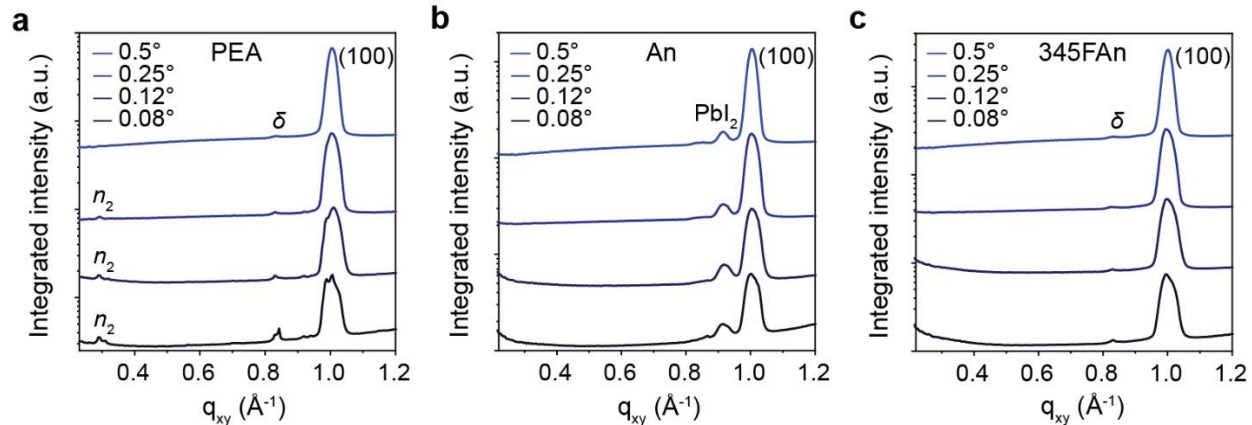 a
PEA
0.5°
0.25°
0.12°
0.08°
(100)
δ
n₂
n₂
n₂
Integrated intensity (a.u.)
0.4 0.6 0.8 1.0 1.2
qxy (Å⁻¹)
b
An
0.5°
0.25°
0.12°
0.08°
(100)
PbI₂
Integrated intensity (a.u.)
0.4 0.6 0.8 1.0 1.2
qxy (Å⁻¹)
c
345FAn
0.5°
0.25°
0.12°
0.08°
(100)
δ
Integrated intensity (a.u.)
0.4 0.6 0.8 1.0 1.2
qxy (Å⁻¹)